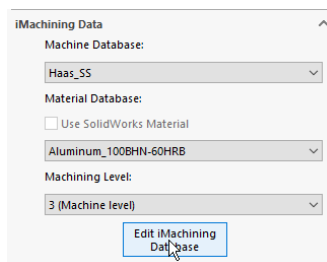 iMachining Data
Machine Database:
Haas_SS
Material Database:
Use SolidWorks Material
Aluminum_100BHN-60HRB
Machining Level:
3 (Machine level)
Edit iMachining
Database